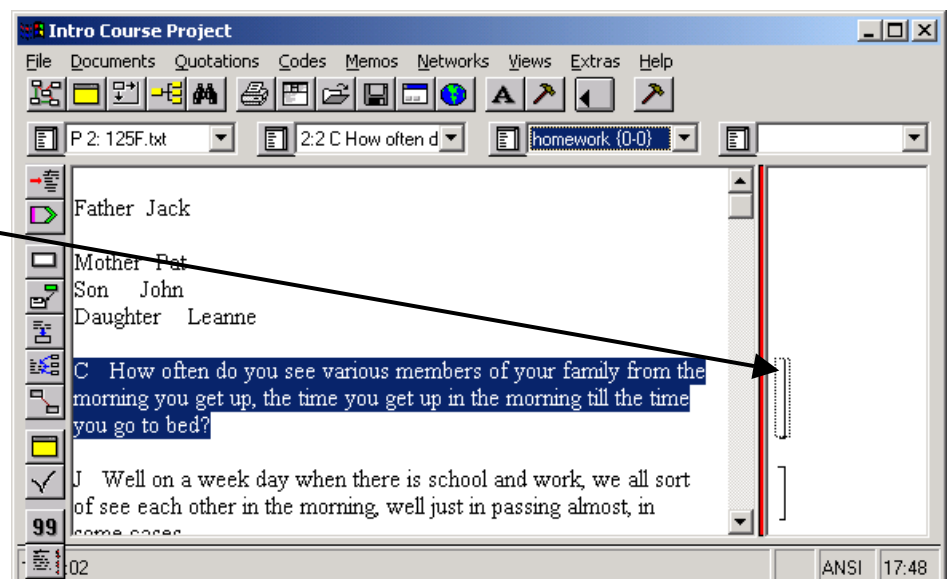 Intro Course Project
File Documents Quotations Codes Memos Networks Views Extras Help
A
P 2: 125F.txt 2:2 C How often d homework {0-0}
Father Jack
Mother Pat
Son John
Daughter Leanne
C How often do you see various members of your family from the
morning you get up, the time you get up in the morning till the time
you go to bed?
J Well on a week day when there is school and work, we all sort
of see each other in the morning, well just in passing almost, in
some cases
99
:02 ANSI 17:48